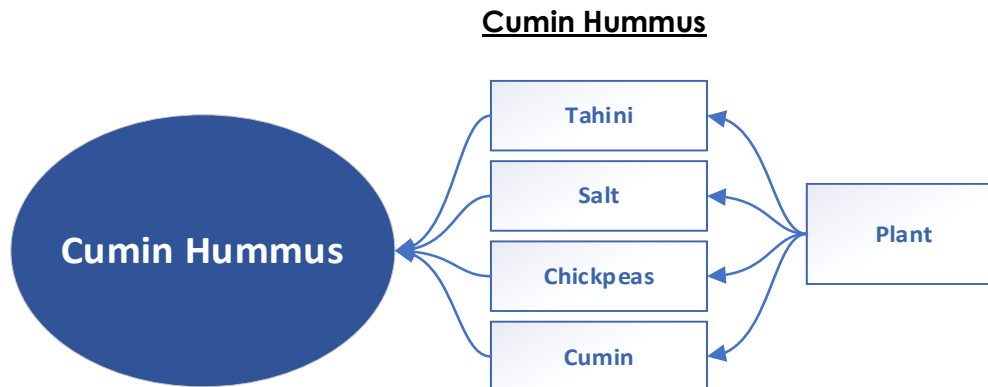 Cumin Hummus
Cumin Hummus
Tahini
Salt
Chickpeas
Cumin
Plant